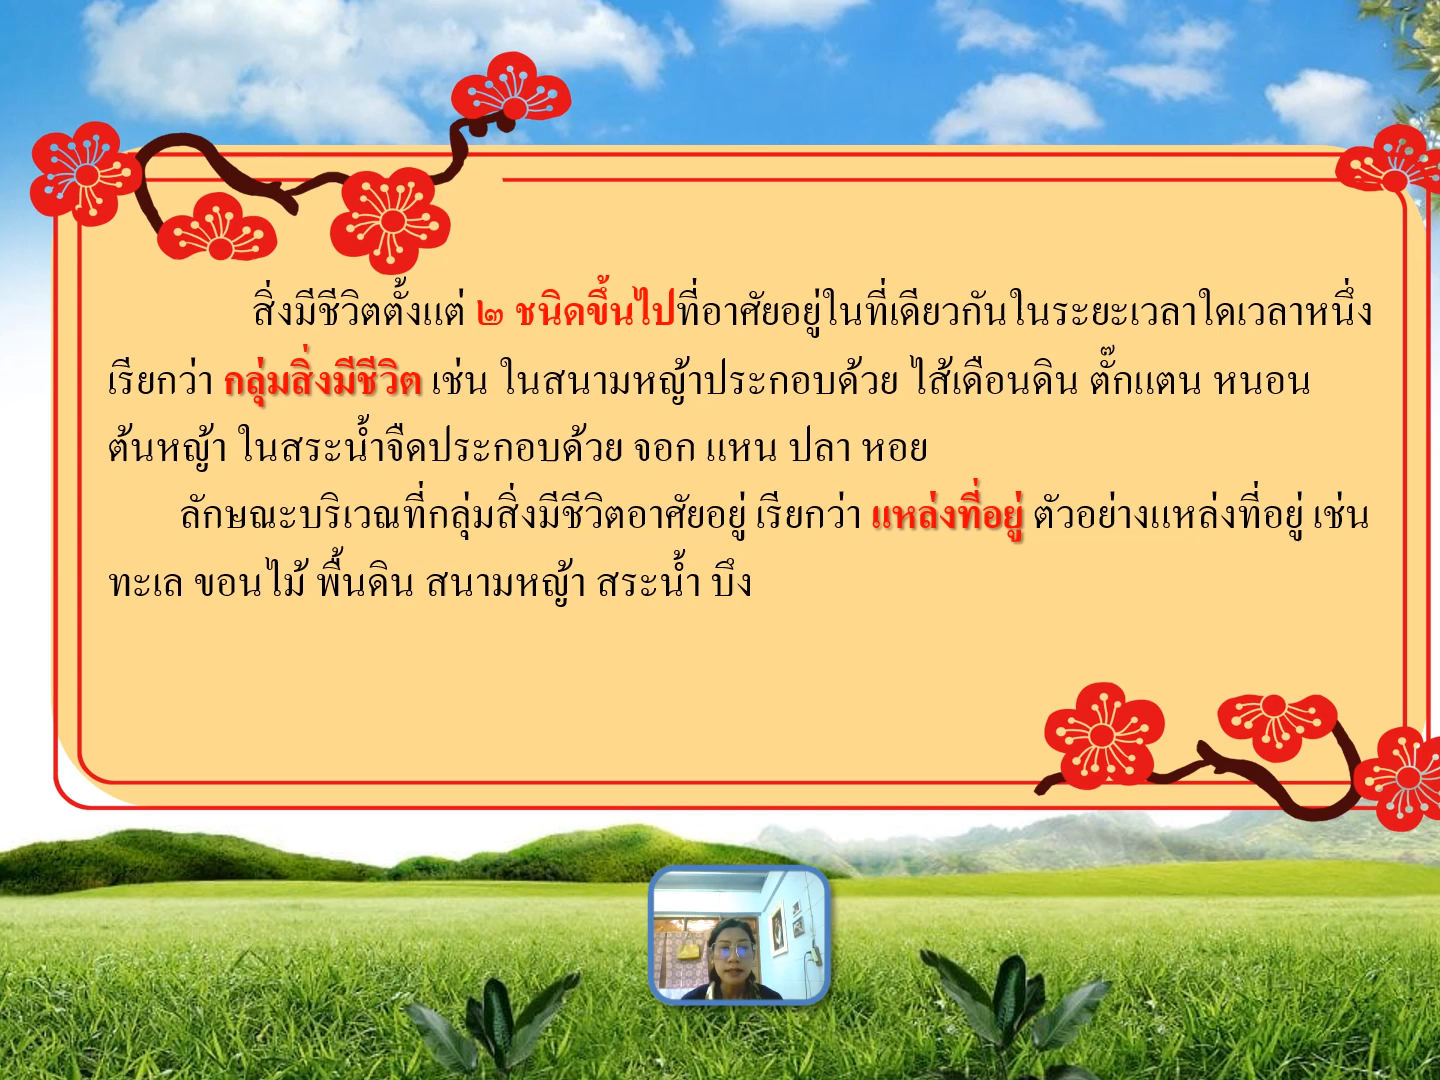 สิ่งมีชีวิตตั้งแต่ ๒ ชนิดขึ้นไปที่อาศัยอยู่ในที่เดียวกันในระยะเวลาใดเวลาหนึ่ง
เรียกว่า กลุ่มสิ่งมีชีวิต เช่น ในสนามหญ้าประกอบด้วย ไส้เดือนดิน ตั๊กแตน หนอน
ต้นหญ้า ในสระน้ำจืดประกอบด้วย จอก แหน ปลา หอย
ลักษณะบริเวณที่กลุ่มสิ่งมีชีวิตอาศัยอยู่ เรียกว่า แหล่งที่อยู่ ตัวอย่างแหล่งที่อยู่ เช่น
ทะเล ขอนไม้ พื้นดิน สนามหญ้า สระน้ำ บึง